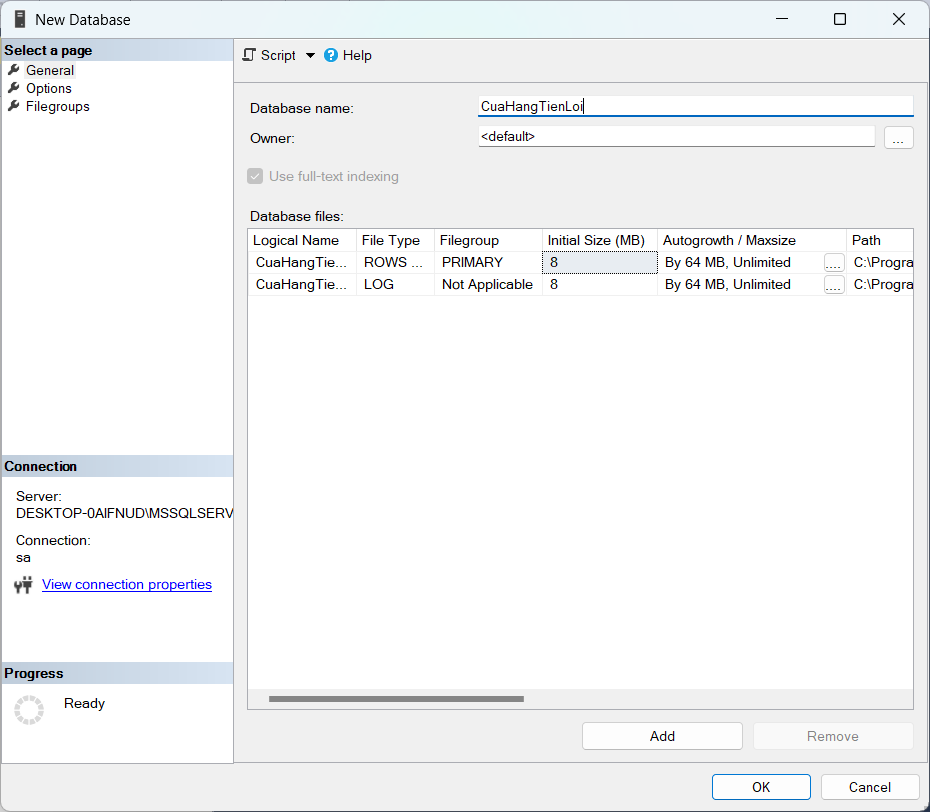 New Database
Select a page
General
Options
Filegroups
Script
Help
Database name:
CuaHangTienLoi
Owner:
<default>
...
Use full-text indexing
Database files:
Logical Name File Type Filegroup Initial Size (MB) Autogrowth / Maxsize Path
CuaHangTie... ROWS ... PRIMARY 8 By 64 MB, Unlimited .... C:\Progra
CuaHangTie... LOG Not Applicable 8 By 64 MB, Unlimited .... C:\Progra
Connection
Server:
DESKTOP-0AIFNUD\MSSQLSERV
Connection:
sa
View connection properties
Progress
Ready
Add
Remove
OK
Cancel